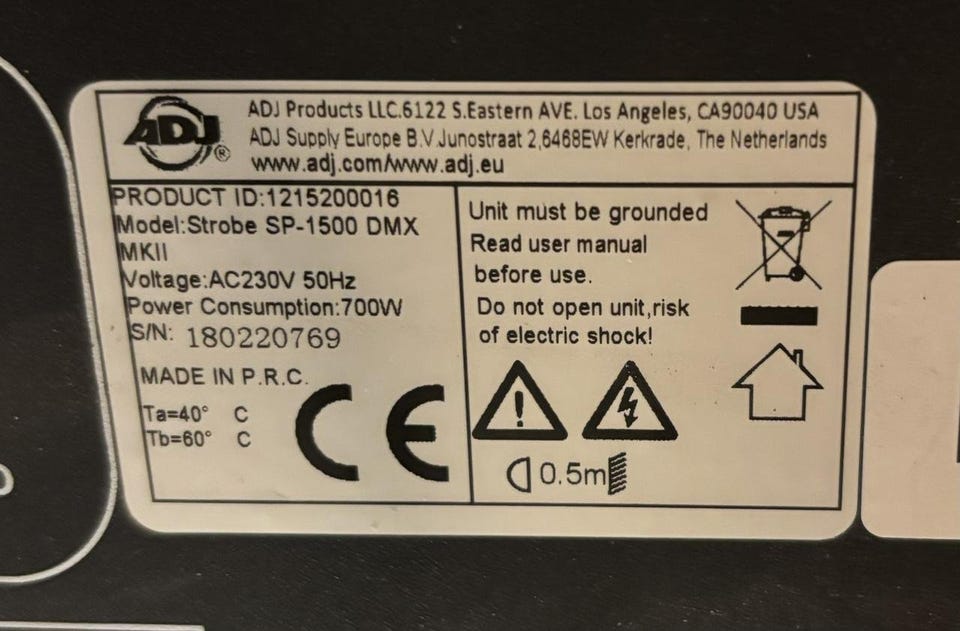 ADJ®
ADJ Products LLC.6122 S.Eastern AVE. Los Angeles, CA90040 USA
ADJ Supply Europe B.V.Junostraat 2,6468EW Kerkrade, The Netherlands
www.adj.com/www.adj.eu
PRODUCT ID:1215200016
Model:Strobe SP-1500 DMX
MKII
Voltage:AC230V 50Hz
Power Consumption:700W
S/N: 180220769
MADE IN P.R.C.
Ta=40° C
Tb=60° C
CE
Unit must be grounded
Read user manual
before use.
Do not open unit,risk
of electric shock!
0.5m